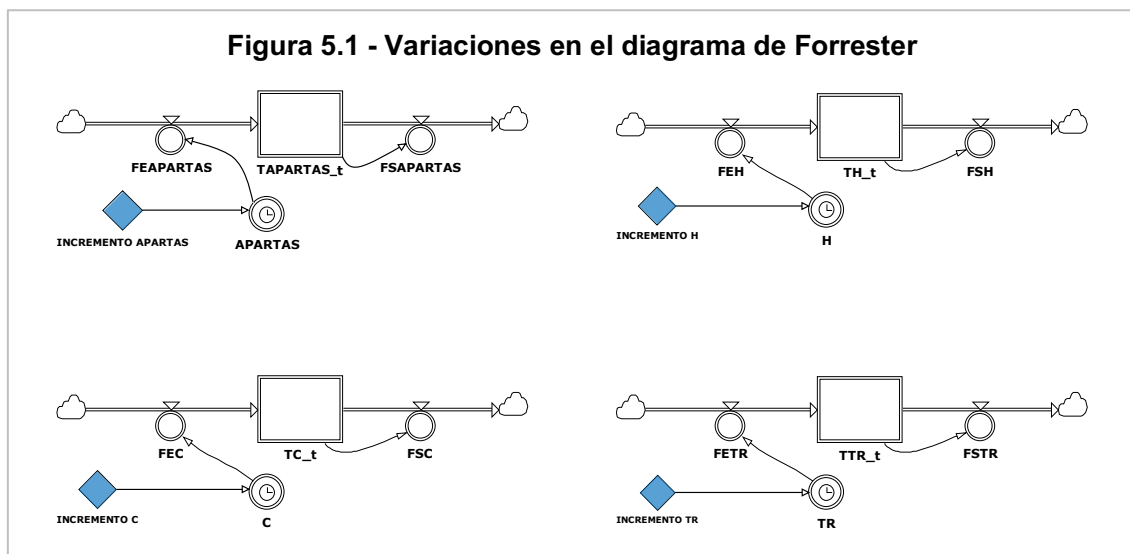 Figura 5.1 - Variaciones en el diagrama de Forrester
FEAPARTAS
TAPARTAS_t
FSAPARTAS
INCREMENTO APARTAS
APARTAS
FEH
TH_t
FSH
INCREMENTO H
H
FEC
TC_t
FSC
INCREMENTO C
C
FETR
TTR_t
FSTR
INCREMENTO TR
TR